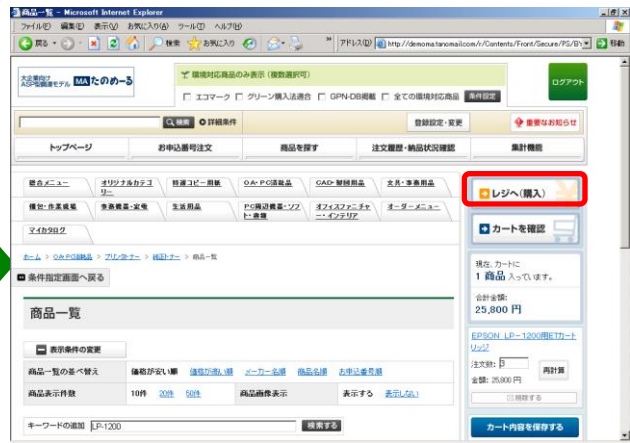 商品一覧 - Microsoft Internet Explorer
ファイル(F) 編集(E) 表示(V) お気に入り(A) ツール(T) ヘルプ(H)
戻る 検索 お気に入り アドレス(D) http://demoma.tanomail.com/r/Contents/Front/Secure/PS/BY 移動
大企業向け ASP型購買モデル MAたのめーる
環境対応商品のみ表示 (複数選択可)
エコマーク グリーン購入法適合 GPN-DB掲載 全ての環境対応商品 条件設定
ログアウト
検索 詳細条件 登録設定・変更 重要なお知らせ
トップページ お申込番号注文 商品を探す 注文履歴・納品状況確認 集計機能
総合メニュー オリジナルカテゴリー 特選コピー用紙 OA・PC消耗品 CAD・製図用品 文具・事務用品
梱包・作業現場 事務機器・家電 生活用品 PC周辺機器・ソフト・書籍 オフィスファニチャー・インテリア オーダーメニュー
マイカタログ
ホーム > OA・PC消耗品 > プリンタトナー > 純正トナー > 商品一覧
条件指定画面へ戻る
商品一覧
表示条件の変更
商品一覧の並べ替え 価格が安い順 価格が高い順 メーカー名順 商品名順 お申込番号順
商品表示件数 10件 20件 50件 商品画像表示 表示する 表示しない
キーワードの追加 LP-1200 検索する
レジへ(購入)
カートを確認
現在、カートに
1 商品 入っています。
合計金額:
25,800 円
EPSON LP-1200用ETカートリッジ
注文数: 3
再計算
金額: 25,800 円
削除する
カート内容を保存する